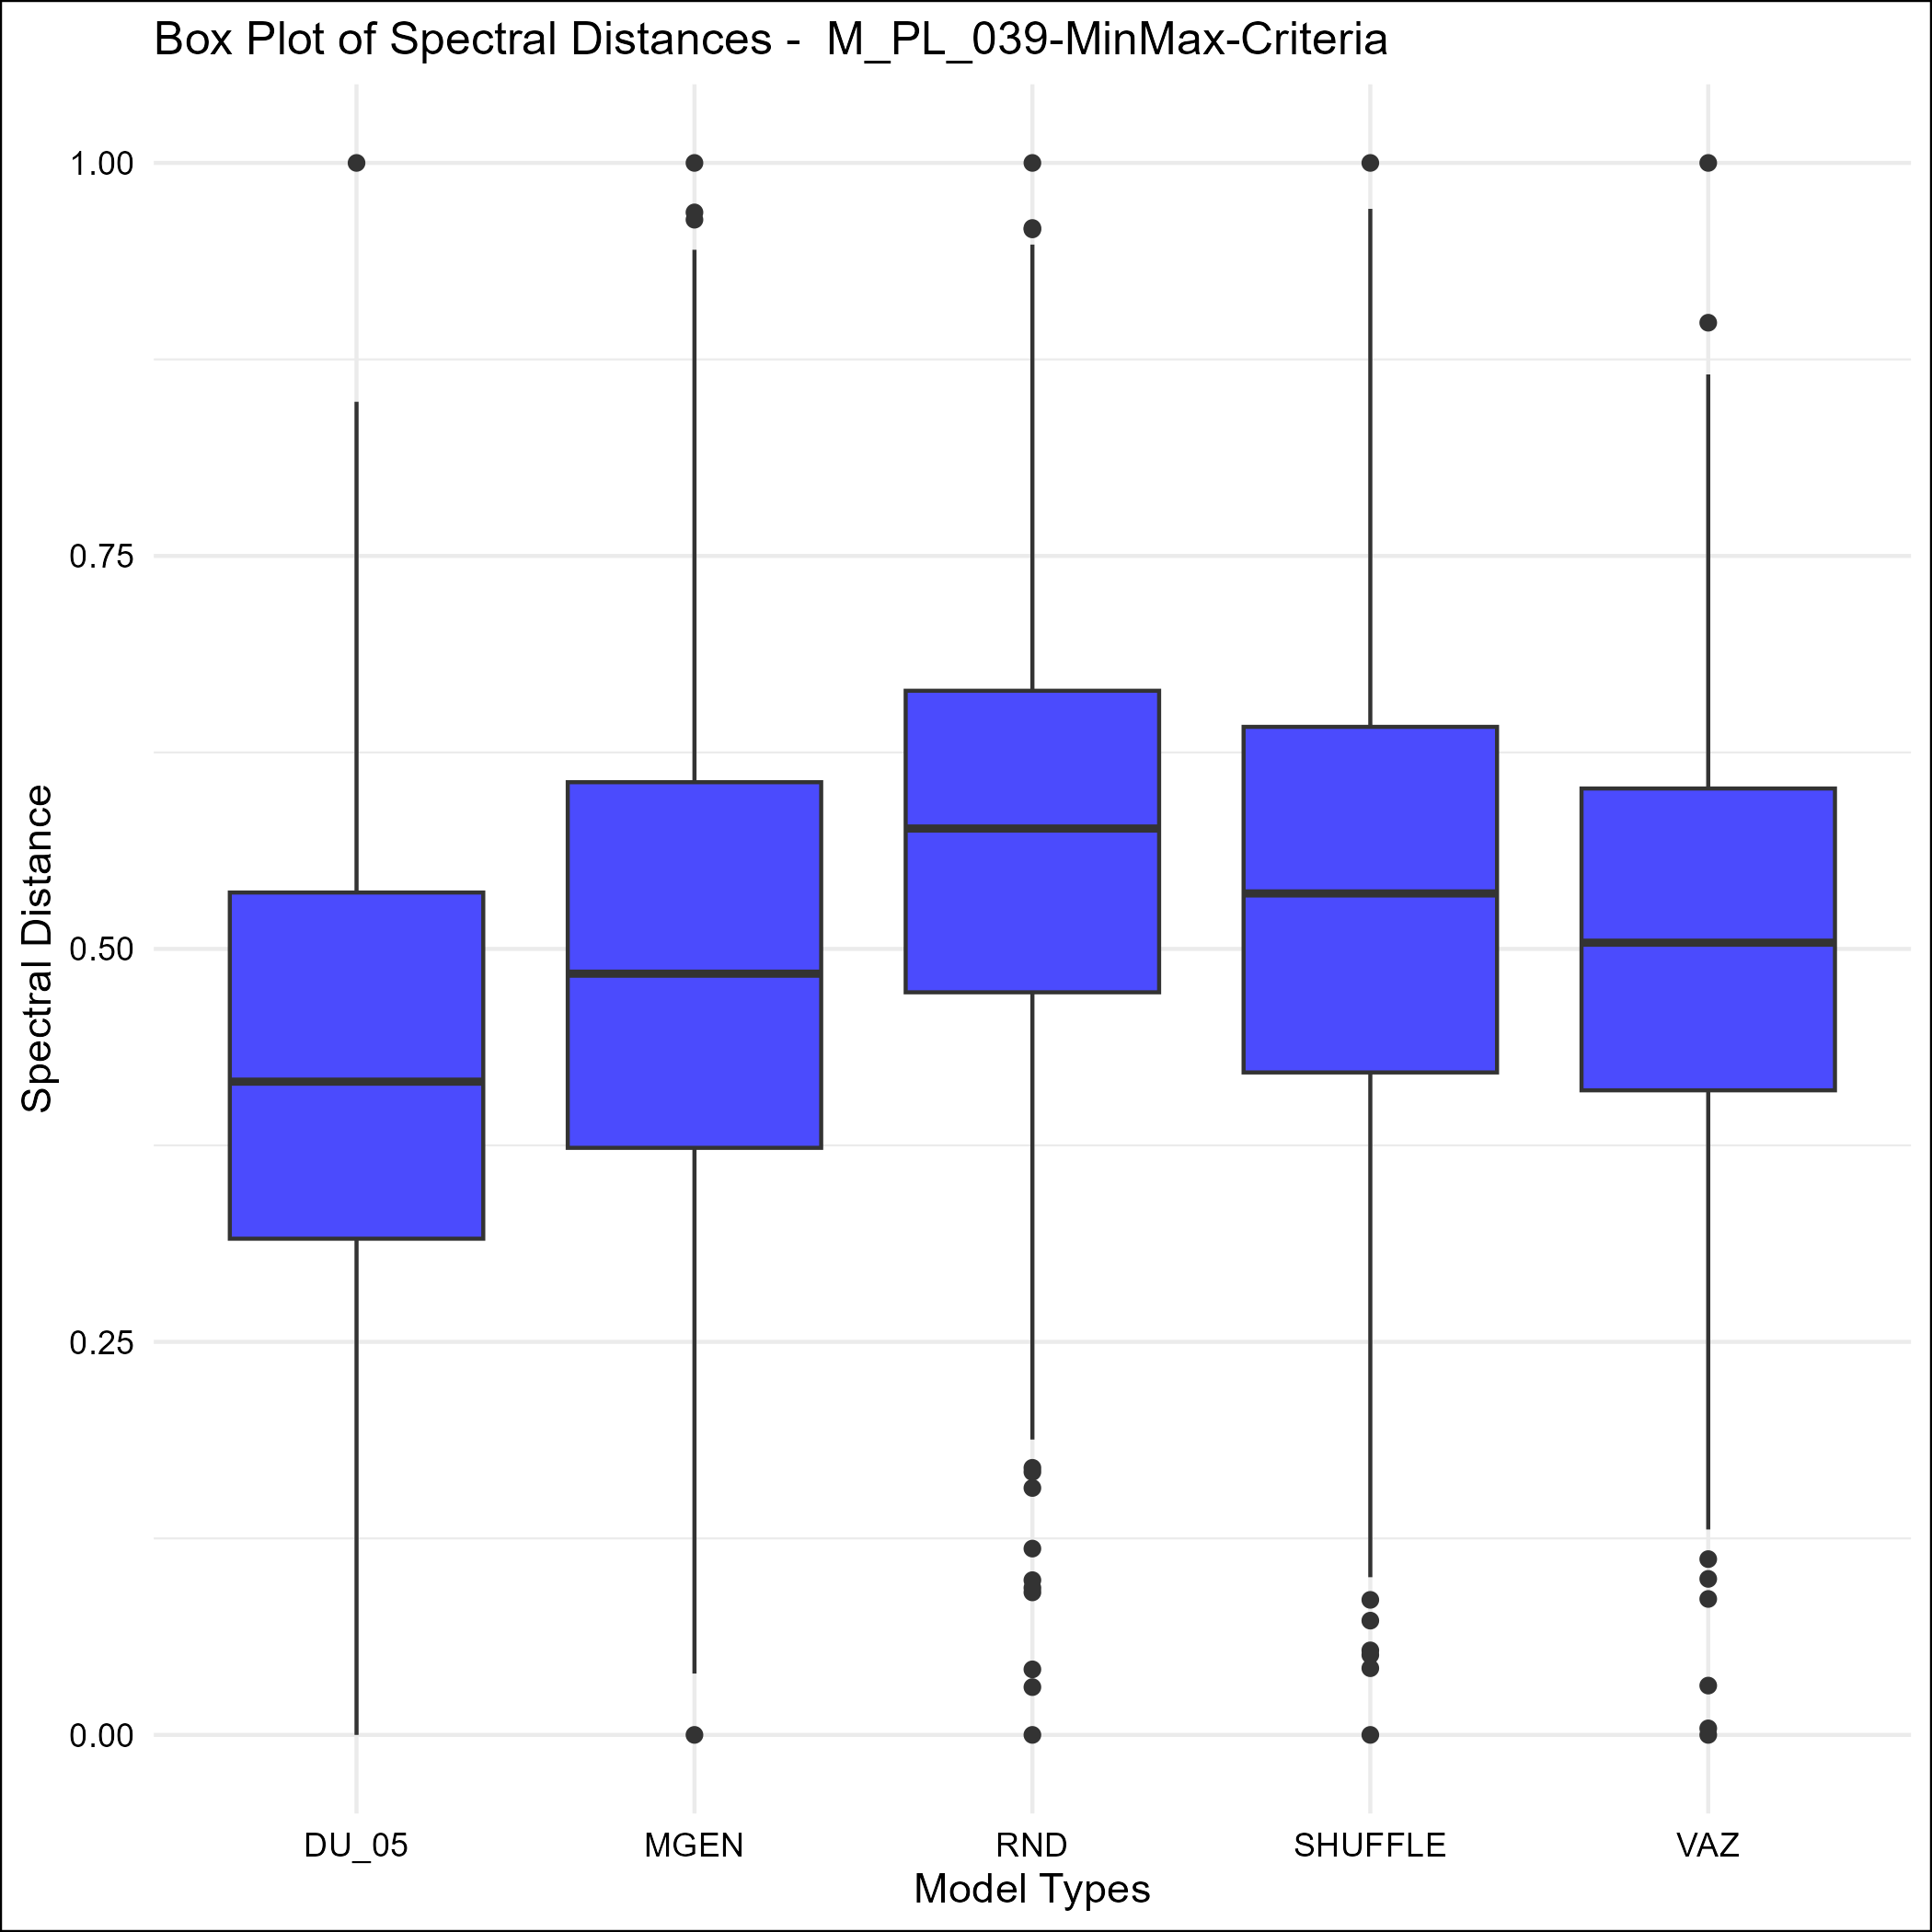 Box Plot of Spectral Distances -  M_PL_039-MinMax-Criteria
1.00
0.75
0.50
0.25
0.00
Spectral Distance
DU_05 MGEN RND SHUFFLE VAZ
Model Types